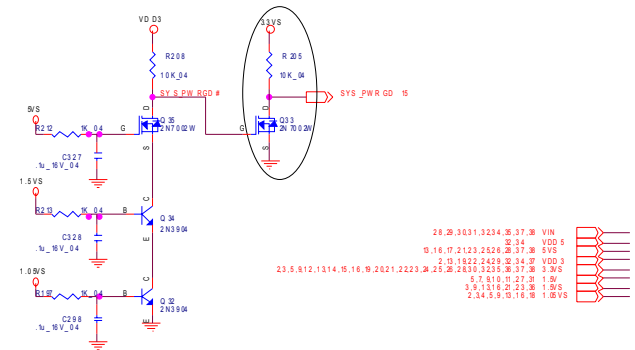 VDD3
3.3VS
R208
10K_04
R205
10K_04
SYS_PWRGD#
SYS_PWRGD 15
5VS
D
Q35
2N7002W
D
Q33
2N7002W
R212 1K_04
G
S
G
S
C327
.1u_16V_04
1.5VS
R213 1K_04
B
C
Q34
2N3904
E
C328
.1u_16V_04
1.05VS
R197 1K_04
B
C
Q32
2N3904
E
C298
.1u_16V_04
28,29,30,31,32,34,35,37,38 VIN
32,34 VDD5
13,16,17,21,23,25,26,28,37,38 5VS
2,13,19,22,24,29,32,34,37 VDD3
2,3,5,9,12,13,14,15,16,19,20,21,22,23,24,25,26,28,30,32,35,36,37,38 3.3VS
5,7,9,10,11,27,31 1.5V
3,9,13,16,21,23,36 1.5VS
2,3,4,5,9,13,16,18 1.05VS